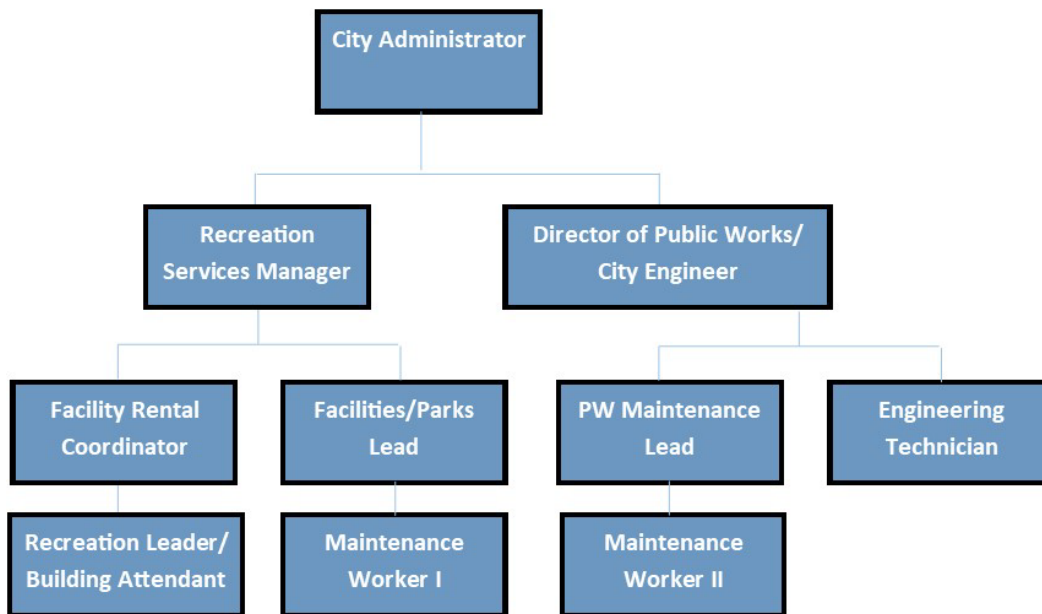 City Administrator
Recreation
Services Manager
Director of Public Works/
City Engineer
Facility Rental
Coordinator
Facilities/Parks
Lead
PW Maintenance
Lead
Engineering
Technician
Recreation Leader/
Building Attendant
Maintenance
Worker I
Maintenance
Worker II